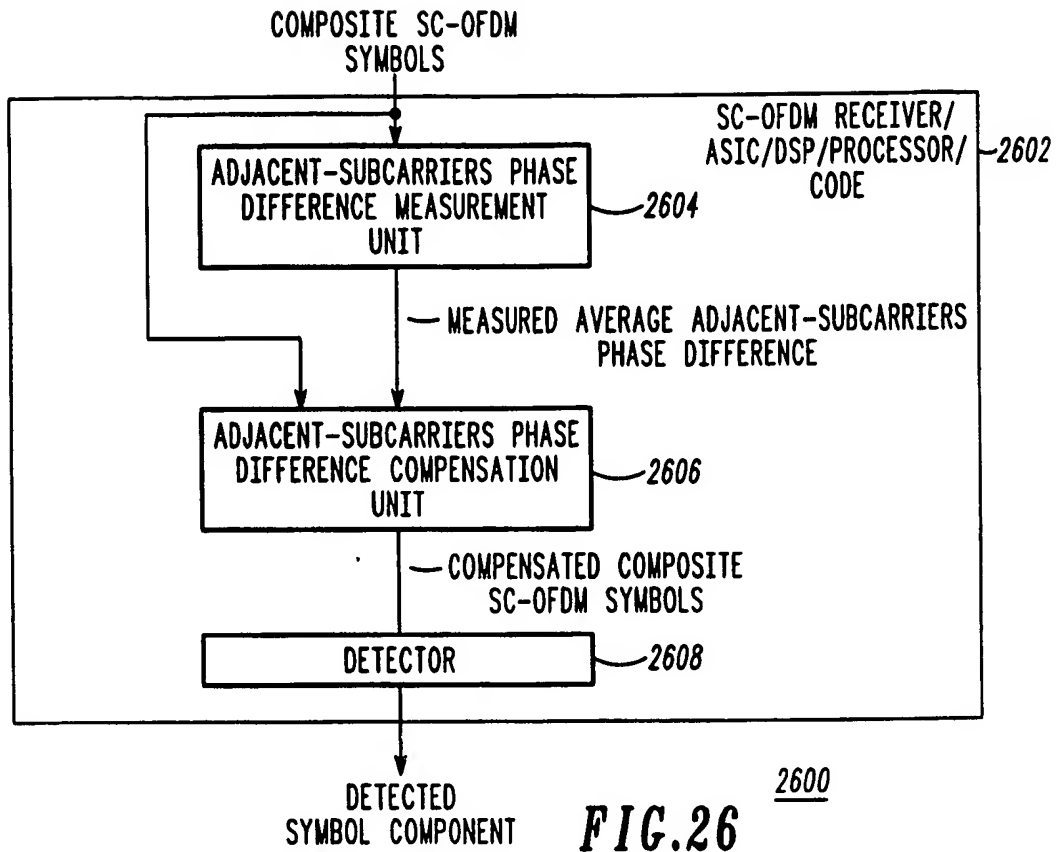 COMPOSITE SC-OFDM
SYMBOLS
SC-OFDM RECEIVER/
ASIC/DSP/PROCESSOR/
CODE
2602
ADJACENT-SUBCARRIERS PHASE
DIFFERENCE MEASUREMENT
UNIT
2604
MEASURED AVERAGE ADJACENT-SUBCARRIERS
PHASE DIFFERENCE
ADJACENT-SUBCARRIERS PHASE
DIFFERENCE COMPENSATION
UNIT
2606
COMPENSATED COMPOSITE
SC-OFDM SYMBOLS
DETECTOR
2608
DETECTED
SYMBOL COMPONENT
2600
FIG.26